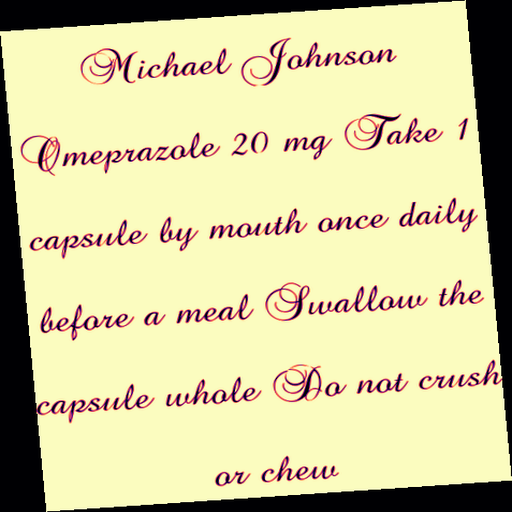 Michael Johnson
Omeprazole 20 mg Take 1
capsule by mouth once daily
before a meal Swallow the
capsule whole Do not crush
or chew